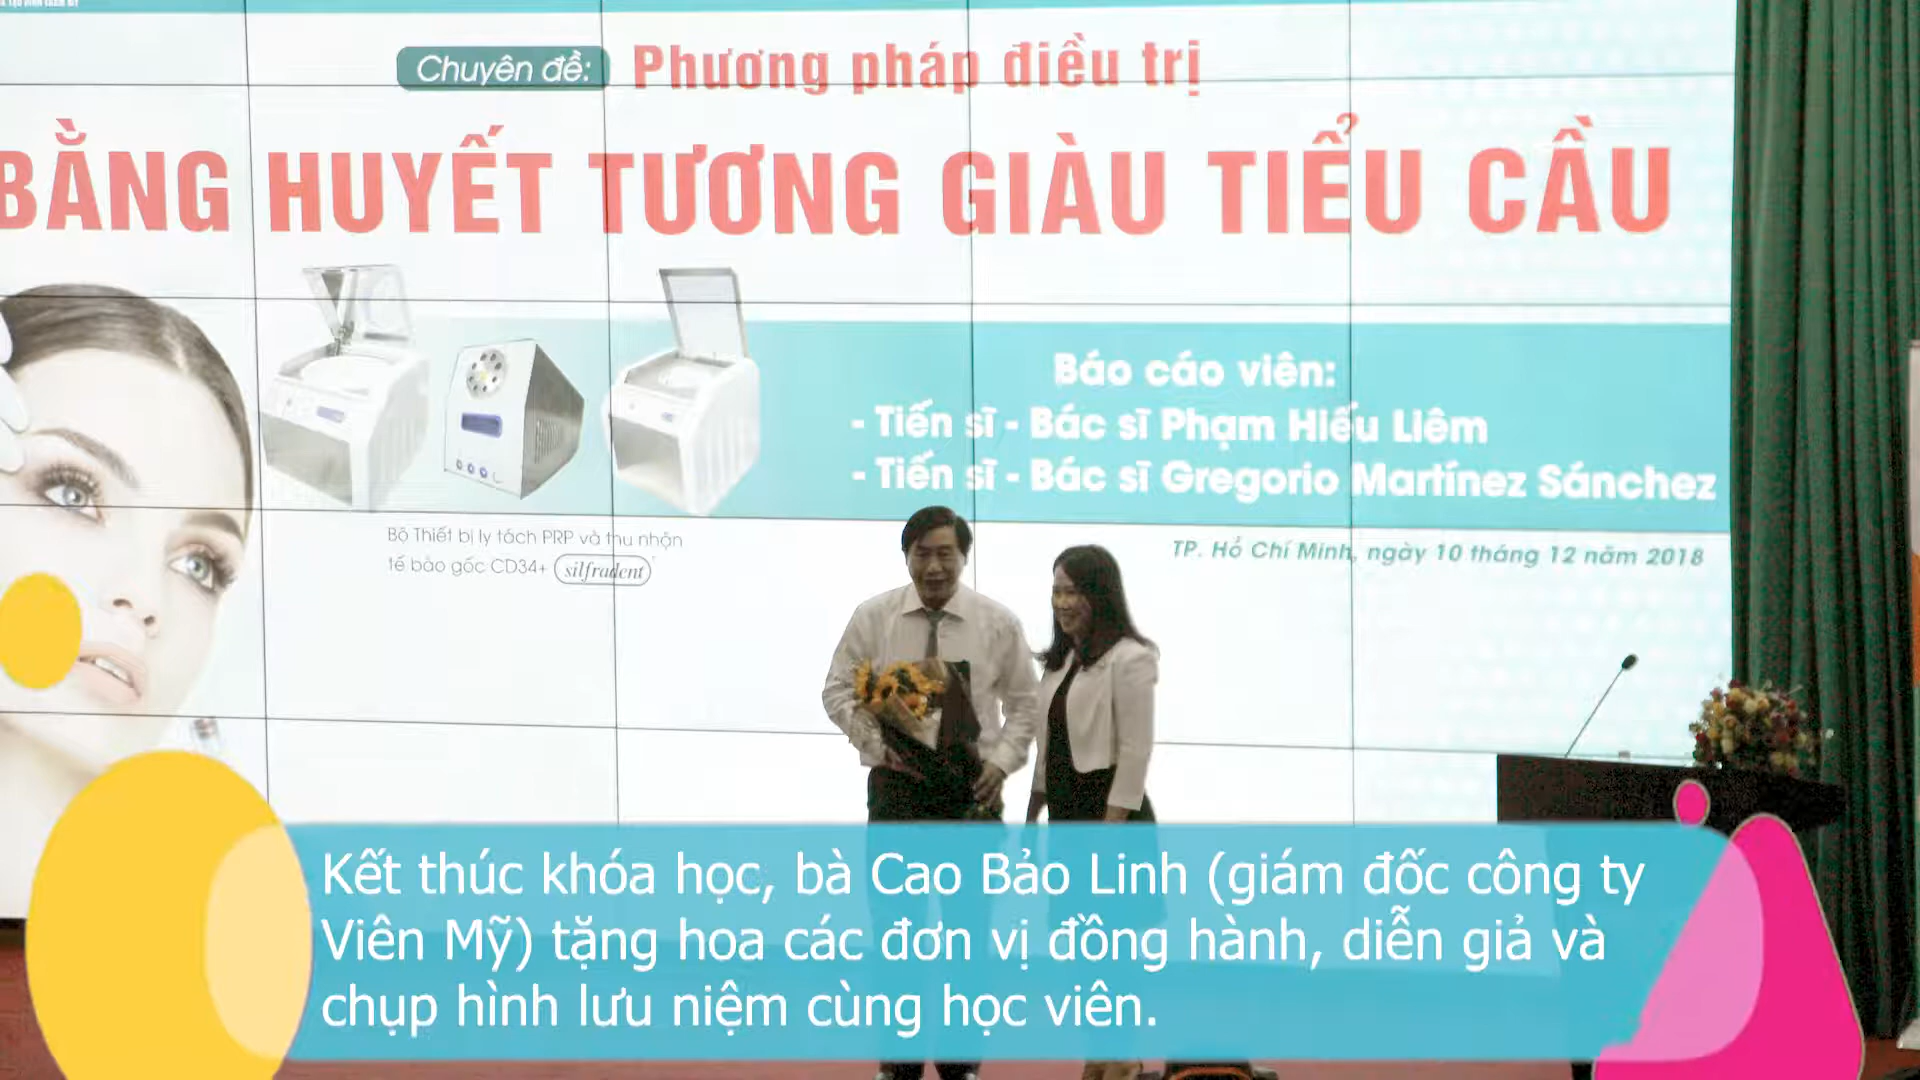 Chuyên đề: Phương pháp điều trị
BẰNG HUYẾT TƯƠNG GIÀU TIỂU CẦU
Báo cáo viên:
- Tiến sĩ - Bác sĩ Phạm Hiếu Liêm
- Tiến sĩ - Bác sĩ Gregorio Martínez Sánchez
Bộ Thiết bị ly tách PRP và thu nhận
tế bào gốc CD34+ silfradent
TP. Hồ Chí Minh, ngày 10 tháng 12 năm 2018
Kết thúc khóa học, bà Cao Bảo Linh (giám đốc công ty
Viên Mỹ) tặng hoa các đơn vị đồng hành, diễn giả và
chụp hình lưu niệm cùng học viên.